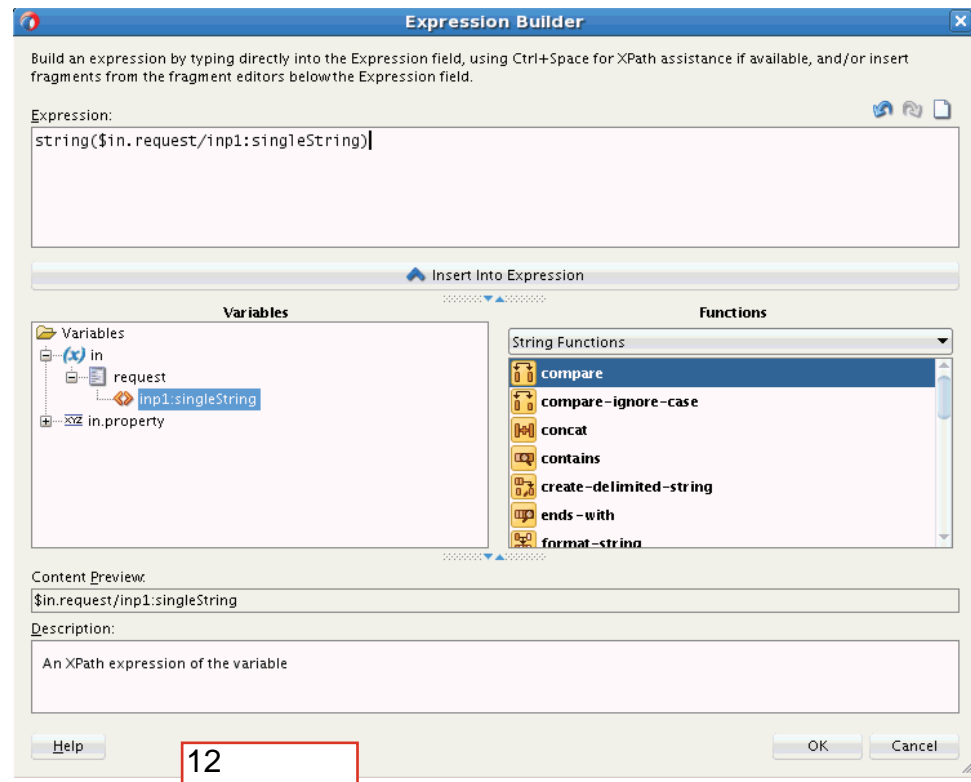 Expression Builder
Build an expression by typing directly into the Expression field, using Ctrl+Space for XPath assistance if available, and/or insert
fragments from the fragment editors belowthe Expression field.
Expression:
string($in.request/inp1:singleString)
Insert Into Expression
Variables
Variables
(x) in
request
inp1:singleString
XYZ in.property
Functions
String Functions
compare
compare-ignore-case
concat
contains
create-delimited-string
ends-with
format-string
Content Preview:
$in.request/inp1:singleString
Description:
An XPath expression of the variable
Help
12
OK
Cancel